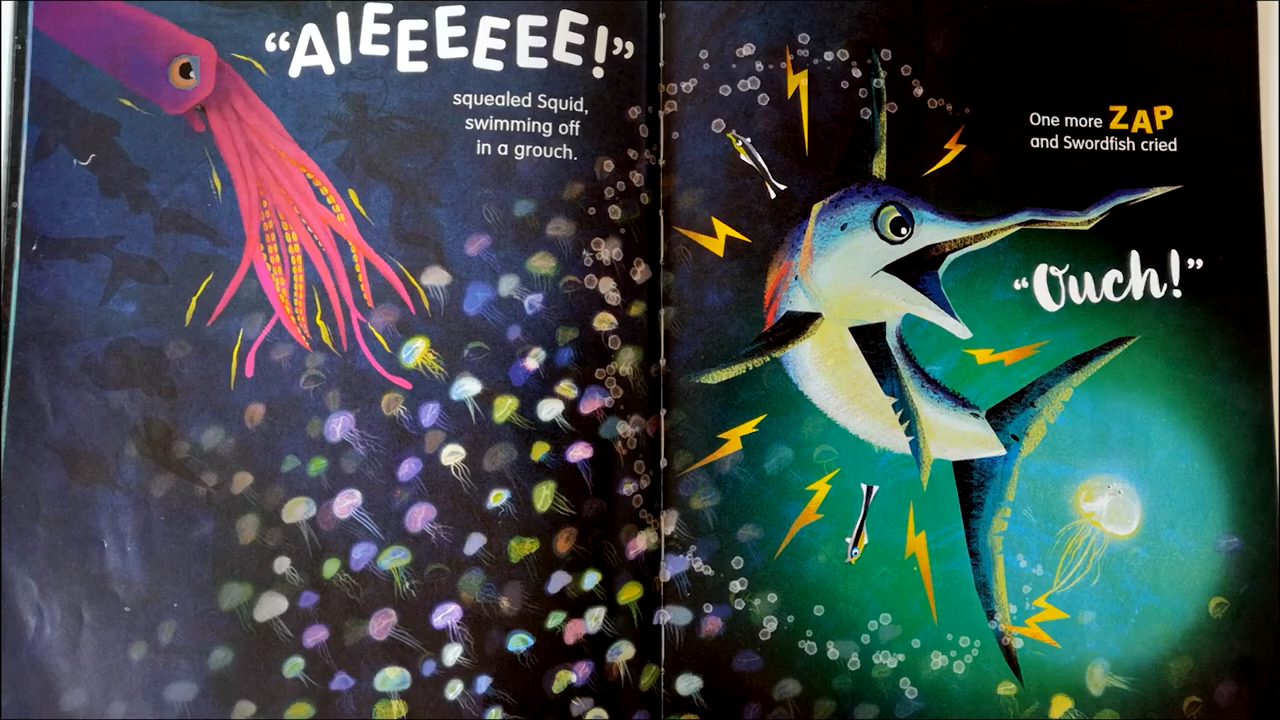 “AIEEEEEE!”
squealed Squid,
swimming off
in a grouch.
One more ZAP
and Swordfish cried
“Ouch!”